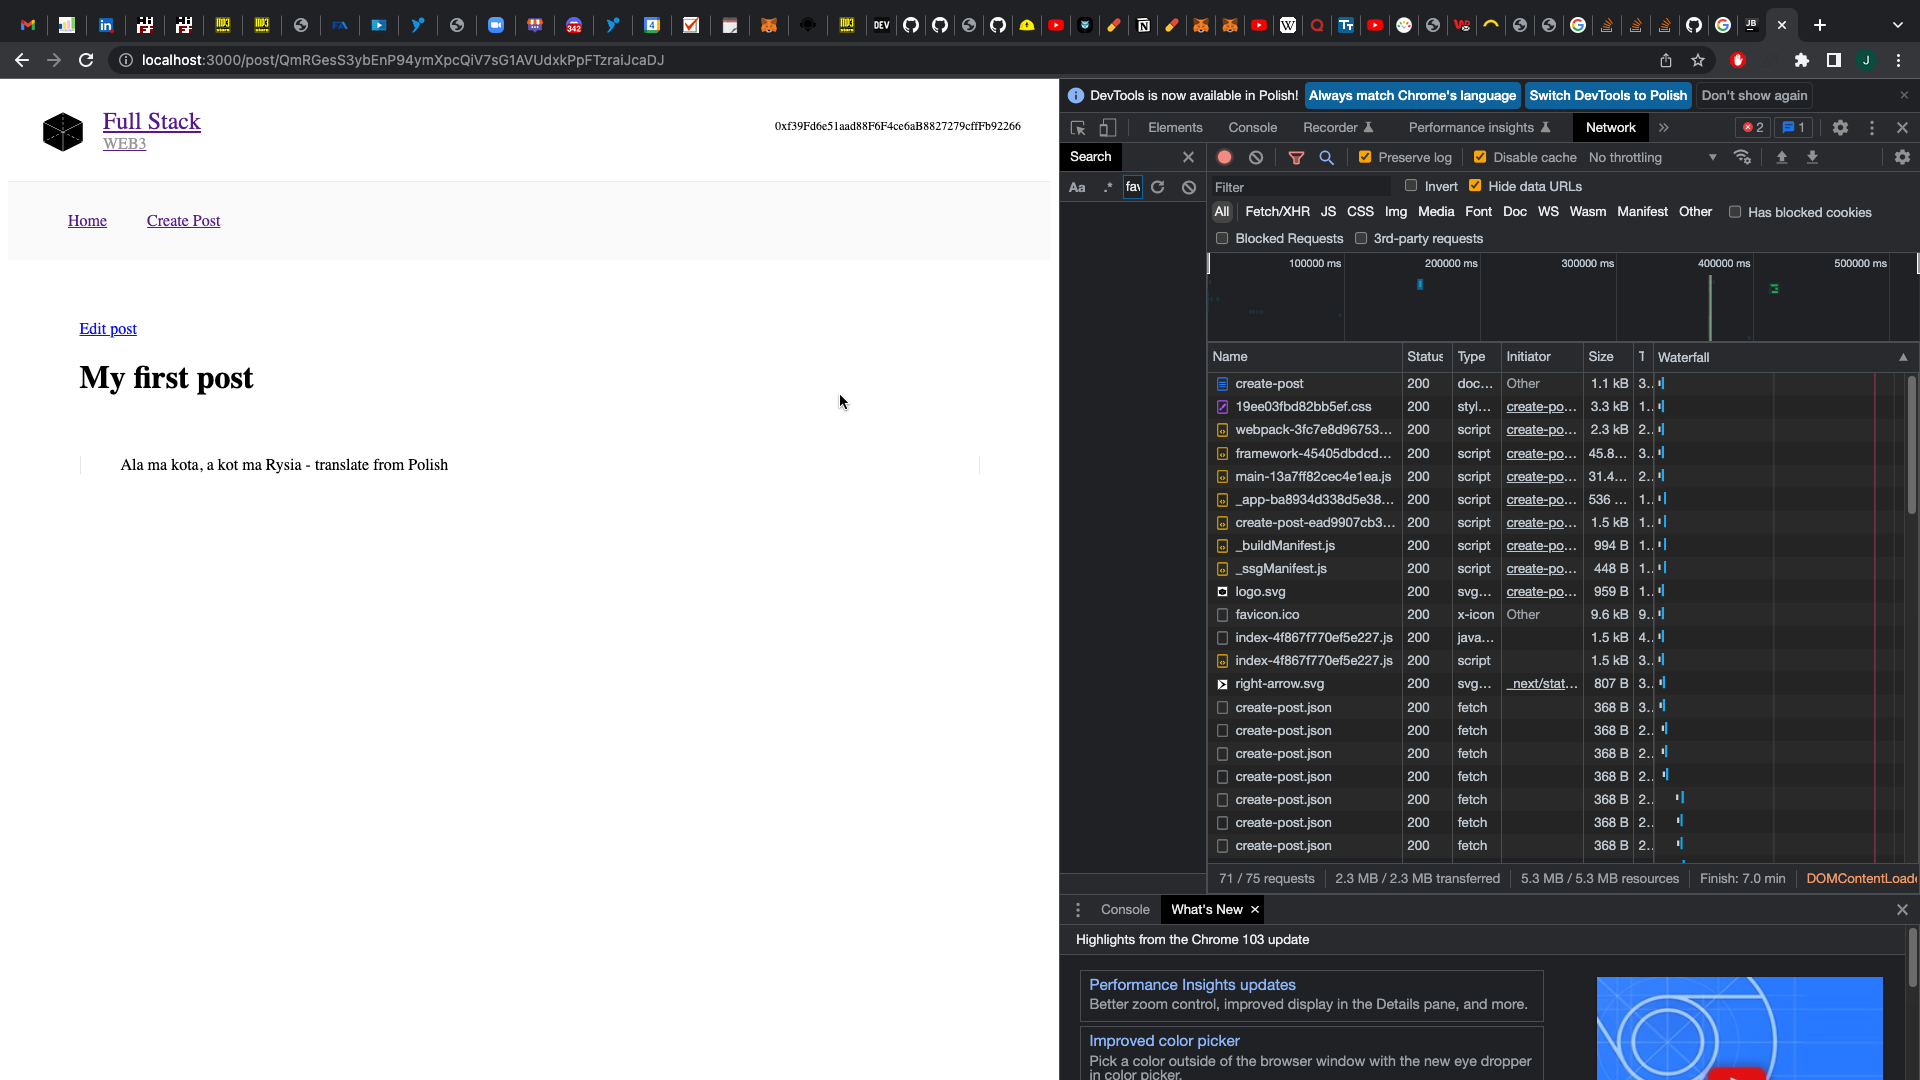 342
4
DEV
JB
localhost:3000/post/QmRGesS3ybEnP94ymXpcQiV7sG1AVUdxkPpFTzraiJcaDJ
J
Full Stack
WEB3
0xf39Fd6e51aad88F6F4ce6aB8827279cffFb92266
Home
Create Post
Edit post
My first post
Ala ma kota, a kot ma Rysia - translate from Polish
DevTools is now available in Polish!
Always match Chrome's language
Switch DevTools to Polish
Don't show again
Elements Console Recorder Performance insights Network 2 1
Search
Aa .* fav
Preserve log Disable cache No throttling
Filter Invert Hide data URLs
All Fetch/XHR JS CSS Img Media Font Doc WS Wasm Manifest Other Has blocked cookies
Blocked Requests 3rd-party requests
100000 ms 200000 ms 300000 ms 400000 ms 500000 ms
Name Status Type Initiator Size T Waterfall
create-post 200 doc... Other 1.1 kB 3..
19ee03fbd82bb5ef.css 200 styl... create-po... 3.3 kB 1..
webpack-3fc7e8d96753... 200 script create-po... 2.3 kB 2..
framework-45405dbdcd... 200 script create-po... 45.8... 3..
main-13a7ff82cec4e1ea.js 200 script create-po... 31.4... 2..
_app-ba8934d338d5e38... 200 script create-po... 536 ... 1..
create-post-ead9907cb3... 200 script create-po... 1.5 kB 1..
_buildManifest.js 200 script create-po... 994 B 1..
_ssgManifest.js 200 script create-po... 448 B 1..
logo.svg 200 svg... create-po... 959 B 1..
favicon.ico 200 x-icon Other 9.6 kB 9..
index-4f867f770ef5e227.js 200 java... 1.5 kB 4..
index-4f867f770ef5e227.js 200 script 1.5 kB 3..
right-arrow.svg 200 svg... _next/stat... 807 B 3..
create-post.json 200 fetch 368 B 3..
create-post.json 200 fetch 368 B 2..
create-post.json 200 fetch 368 B 2..
create-post.json 200 fetch 368 B 2..
create-post.json 200 fetch 368 B 2..
create-post.json 200 fetch 368 B 2..
create-post.json 200 fetch 368 B 2..
71 / 75 requests 2.3 MB / 2.3 MB transferred 5.3 MB / 5.3 MB resources Finish: 7.0 min DOMContentLoade
Console What's New
Highlights from the Chrome 103 update
Performance Insights updates
Better zoom control, improved display in the Details pane, and more.
Improved color picker
Pick a color outside of the browser window with the new eye dropper
in color picker.